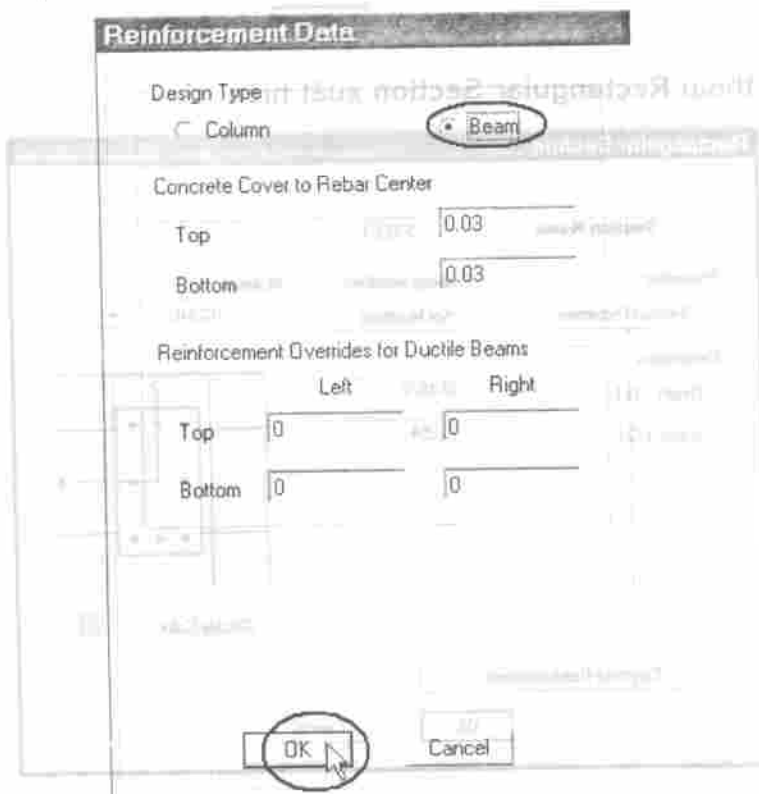 Reinforcement Data
Design Type
Column
Beam
Concrete Cover to Rebar Center
Top 0.03
Bottom 0.03
Reinforcement Overrides for Ductile Beams
Left Right
Top 0 0
Bottom 0 0
OK Cancel